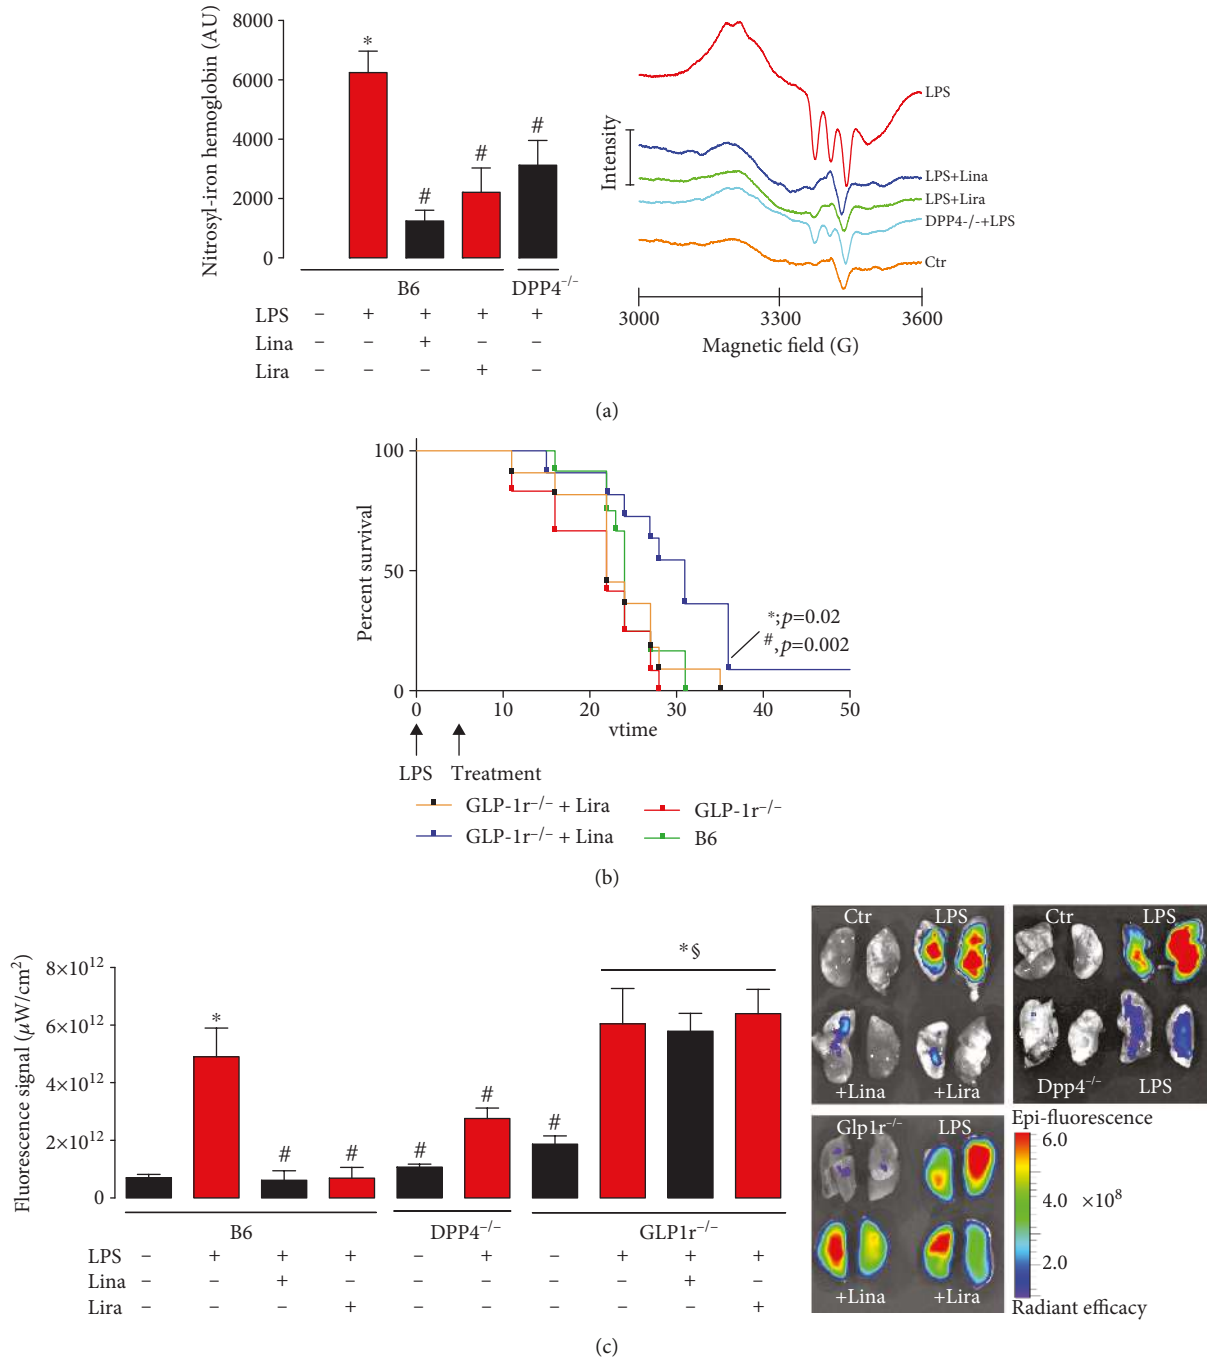 8000
6000
4000
2000
0
Nitrosyl-iron hemoglobin (AU)
*
#
#
#
B6
DPP4−/−
LPS − + + + +
Lina − − + − −
Lira − − − + −
Intensity
LPS
LPS+Lina
LPS+Lira
DPP4-/-+LPS
Ctr
3000 3300 3600
Magnetic field (G)
(a)
100
50
0
Percent survival
*;p=0.02
#,p=0.002
0 10 20 30 40 50
vtime
LPS Treatment
GLP-1r−/− + Lira
GLP-1r−/−
GLP-1r−/− + Lina
B6
(b)
8×10¹²
6×10¹²
4×10¹²
2×10¹²
0
Fluorescence signal (μW/cm²)
*
#
#
#
#
#
*§
B6
DPP4−/−
GLP1r−/−
LPS − + + + − + − + + +
Lina − − + − − − − − + −
Lira − − − + − − − − − +
Ctr LPS
+Lina +Lira
Ctr LPS
Dpp4−/− LPS
Glp1r−/− LPS
+Lina +Lira
Epi-fluorescence
6.0
4.0 ×10⁸
2.0
Radiant efficacy
(c)